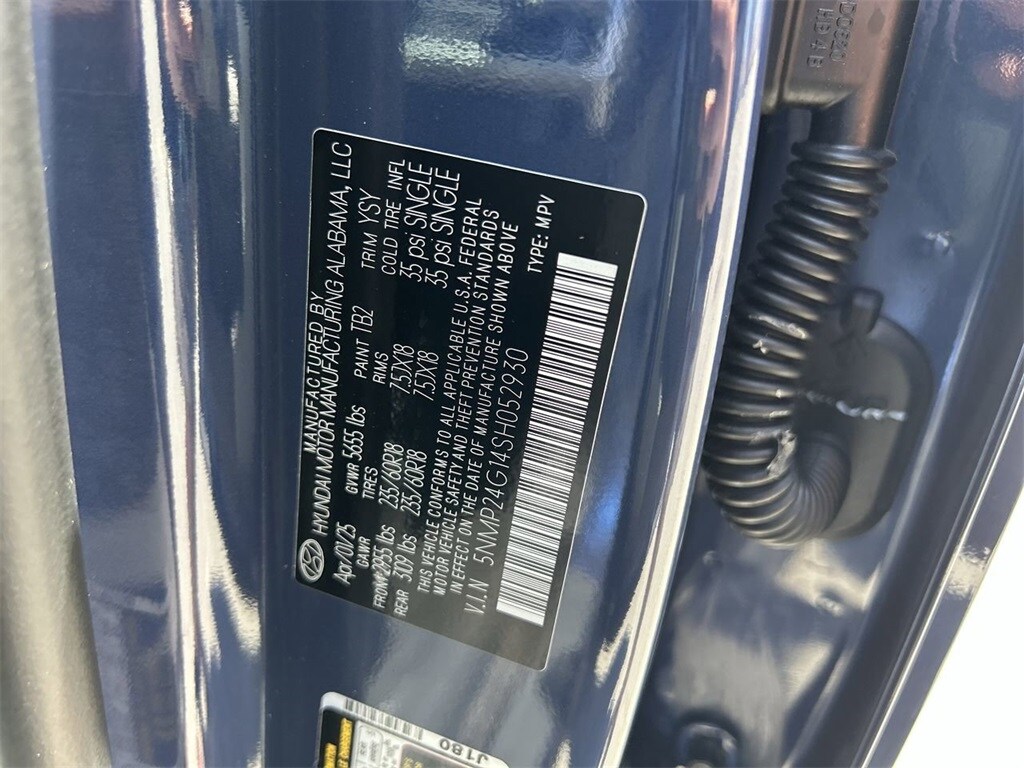 MANUFACTURED BY
HYUNDAI MOTOR MANUFACTURING ALABAMA, LLC
Apr/01/25 GVWR 5655 lbs PAINT TB2 TRIM YSY
GAWR TIRES RIMS COLD TIRE INFL
FRONT 2955 lbs 235/60R18 7.5JX18 35 psi SINGLE
REAR 3019 lbs 235/60R18 7.5JX18 35 psi SINGLE
THIS VEHICLE CONFORMS TO ALL APPLICABLE U.S.A. FEDERAL
MOTOR VEHICLE SAFETY AND THEFT PREVENTION STANDARDS
IN EFFECT ON THE DATE OF MANUFACTURE SHOWN ABOVE
V.I.N 5NMP24G14SH052930 TYPE: MPV
J180